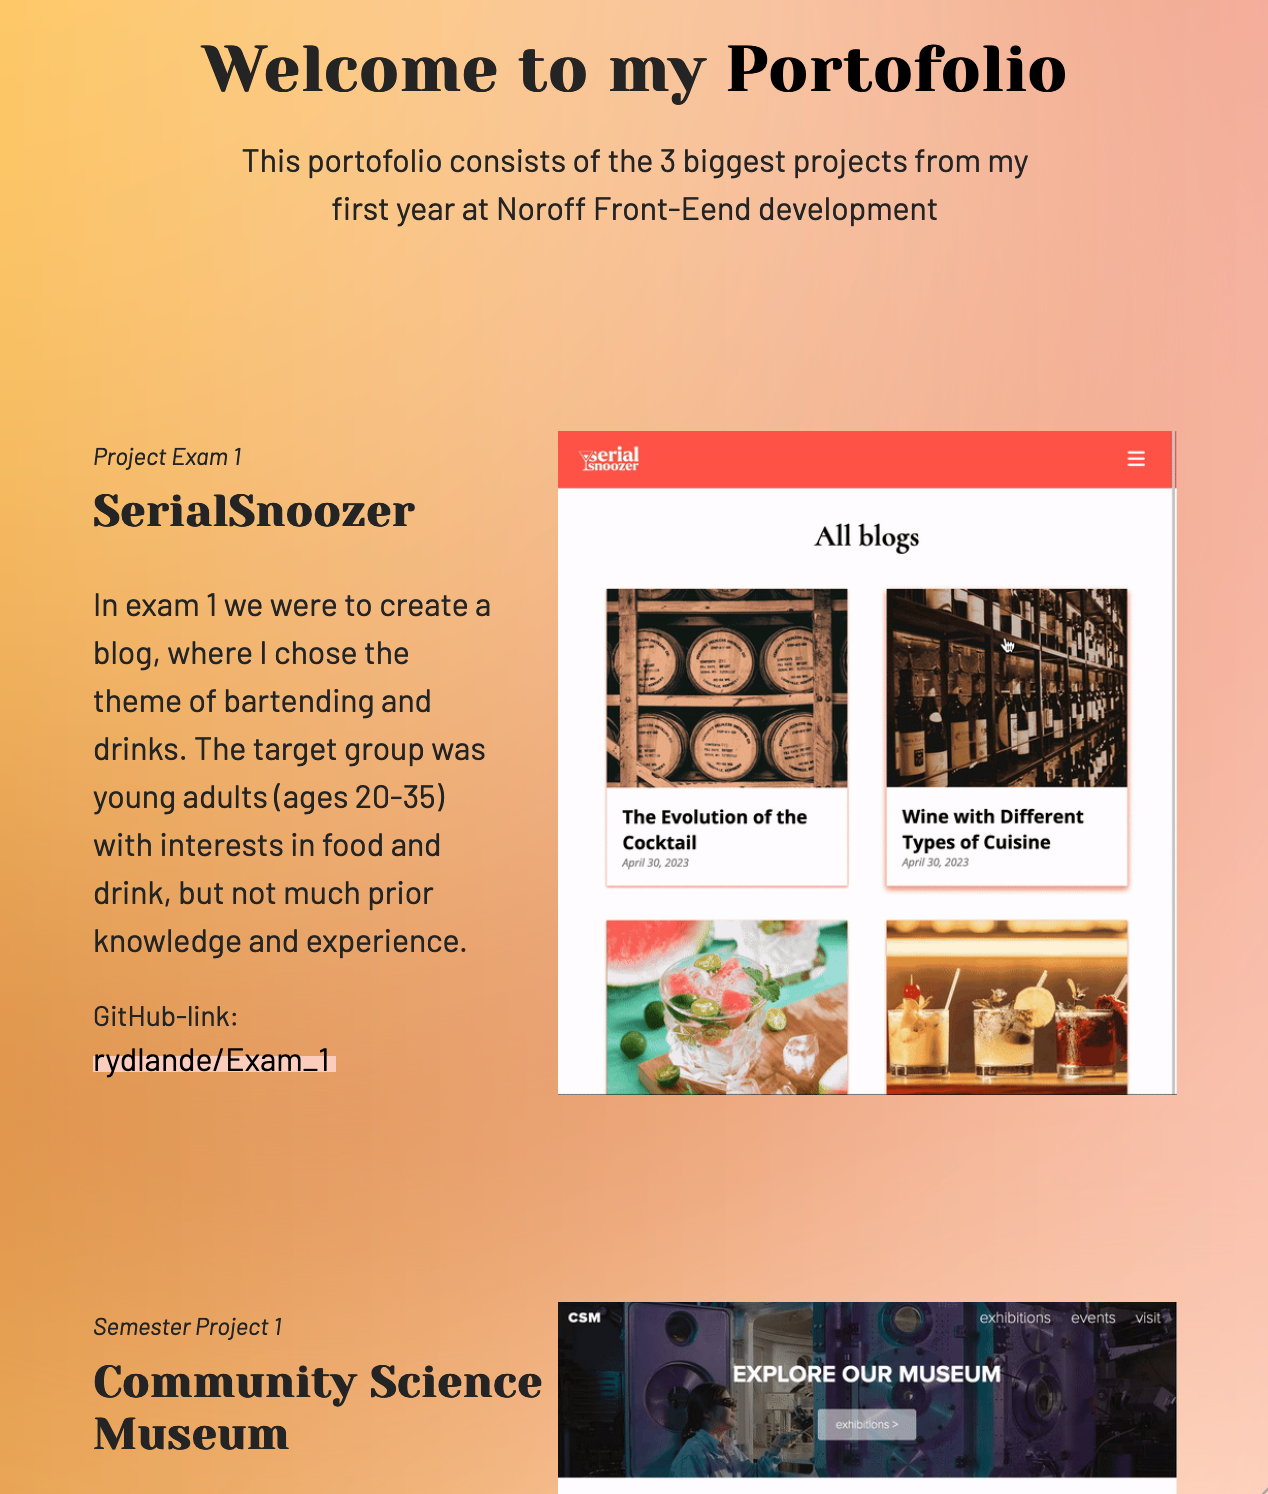 Welcome to my Portofolio
This portofolio consists of the 3 biggest projects from my
first year at Noroff Front-Eend development
Project Exam 1
SerialSnoozer
In exam 1 we were to create a
blog, where I chose the
theme of bartending and
drinks. The target group was
young adults (ages 20-35)
with interests in food and
drink, but not much prior
knowledge and experience.
GitHub-link:
rydlande/Exam_1
serial
snoozer
All blogs
The Evolution of the
Cocktail
April 30, 2023
Wine with Different
Types of Cuisine
April 30, 2023
Semester Project 1
Community Science
Museum
CSM
exhibitions events visit
EXPLORE OUR MUSEUM
exhibitions >